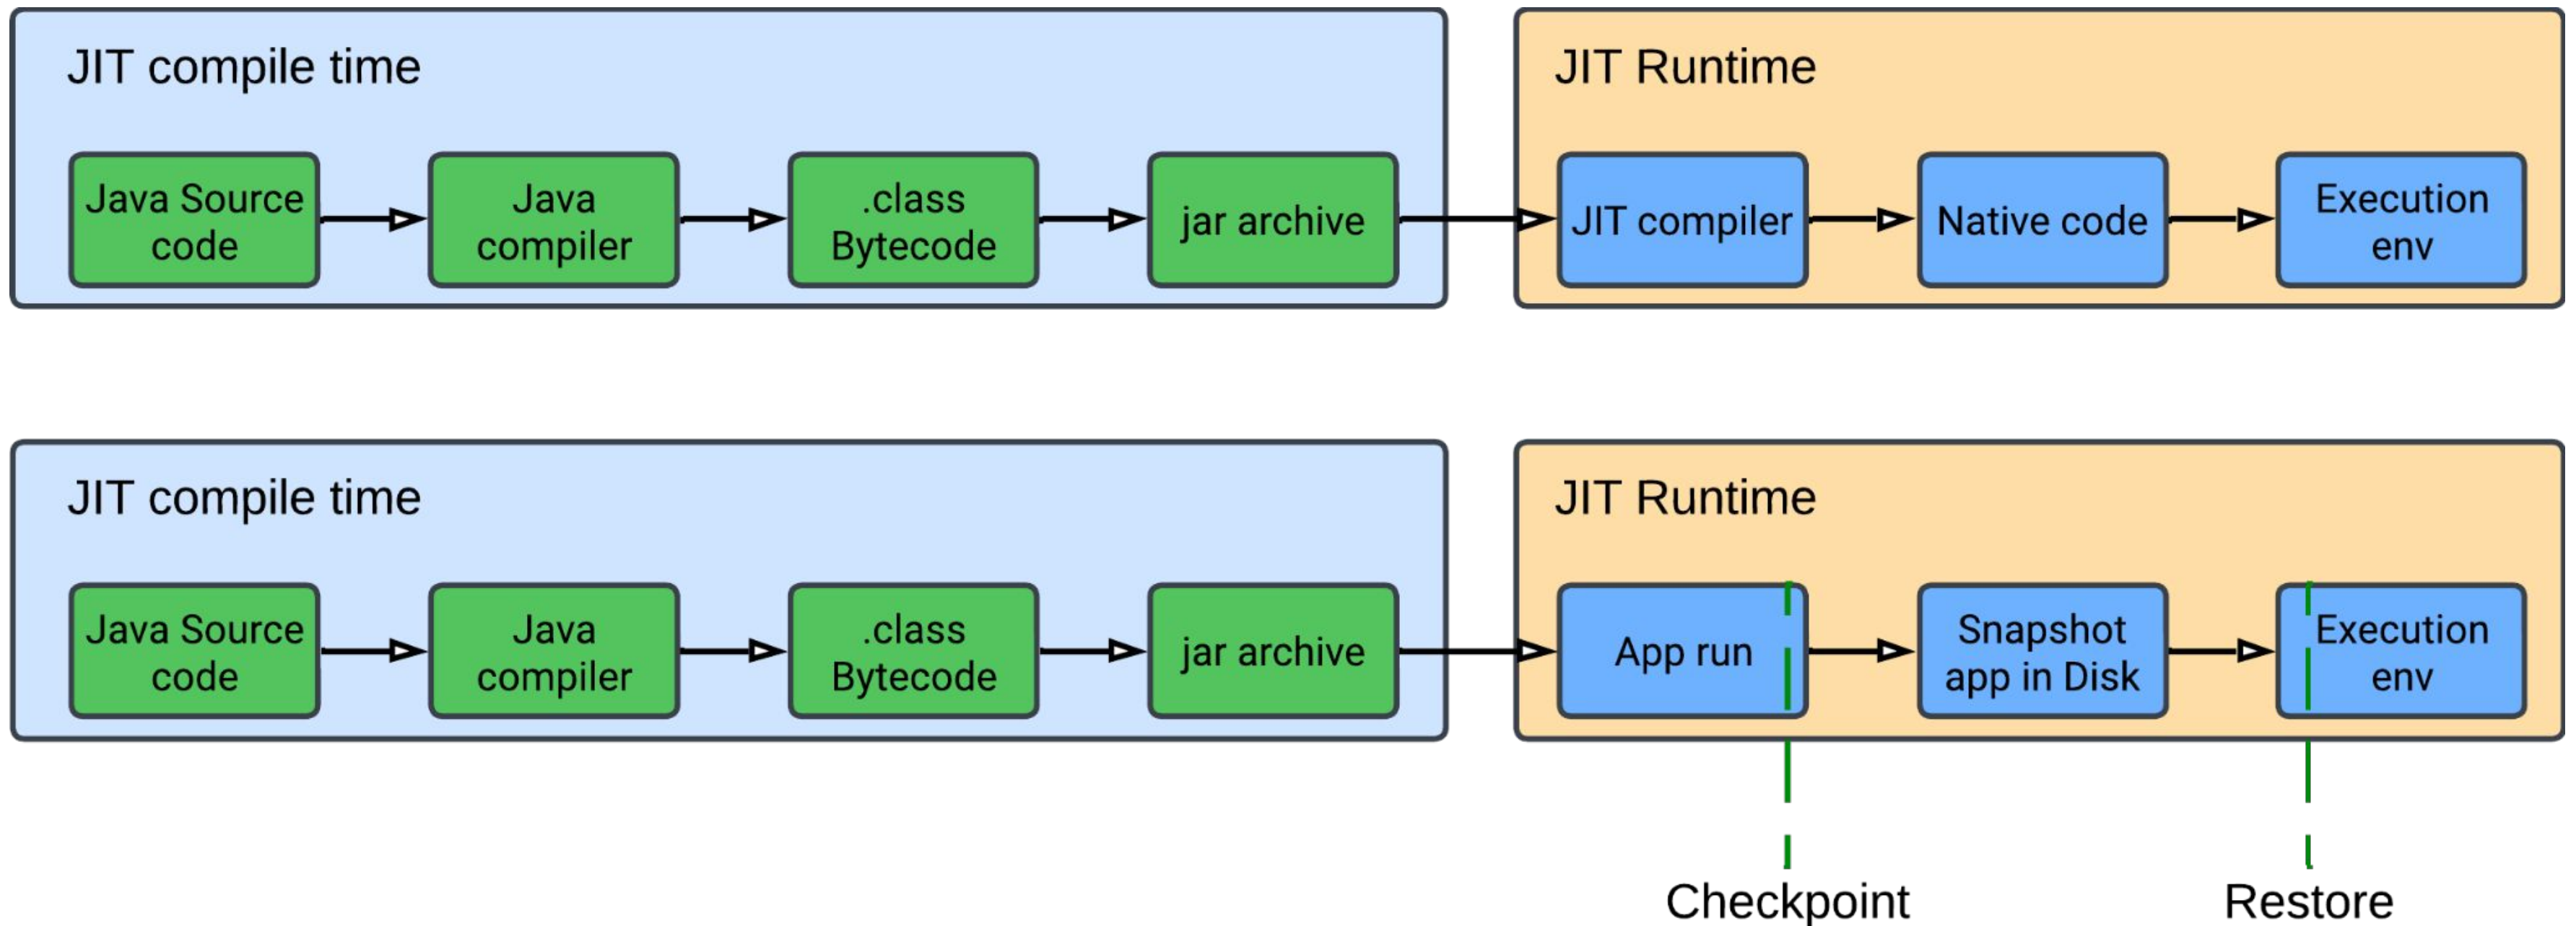 JIT compile time
Java Source
code
Java
compiler
.class
Bytecode
jar archive
JIT Runtime
JIT compiler
Native code
Execution
env
JIT compile time
Java Source
code
Java
compiler
.class
Bytecode
jar archive
JIT Runtime
App run
Snapshot
app in Disk
Execution
env
Checkpoint
Restore